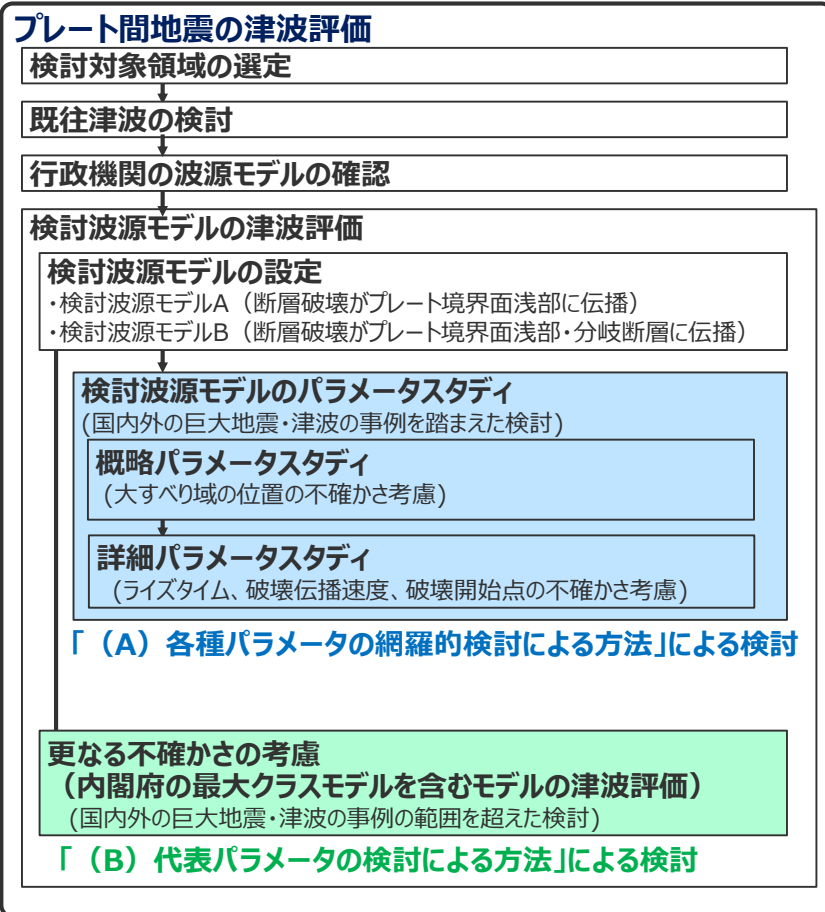 プレート間地震の津波評価
検討対象領域の選定
既往津波の検討
行政機関の波源モデルの確認
検討波源モデルの津波評価
検討波源モデルの設定
・検討波源モデルA（断層破壊がプレート境界面浅部に伝播）
・検討波源モデルB（断層破壊がプレート境界面浅部・分岐断層に伝播）
検討波源モデルのパラメータスタディ
(国内外の巨大地震・津波の事例を踏まえた検討)
概略パラメータスタディ
(大すべり域の位置の不確かさ考慮)
詳細パラメータスタディ
(ライズタイム、破壊伝播速度、破壊開始点の不確かさ考慮)
「（A）各種パラメータの網羅的検討による方法」による検討
更なる不確かさの考慮
（内閣府の最大クラスモデルを含むモデルの津波評価）
(国内外の巨大地震・津波の事例の範囲を超えた検討)
「（B）代表パラメータの検討による方法」による検討